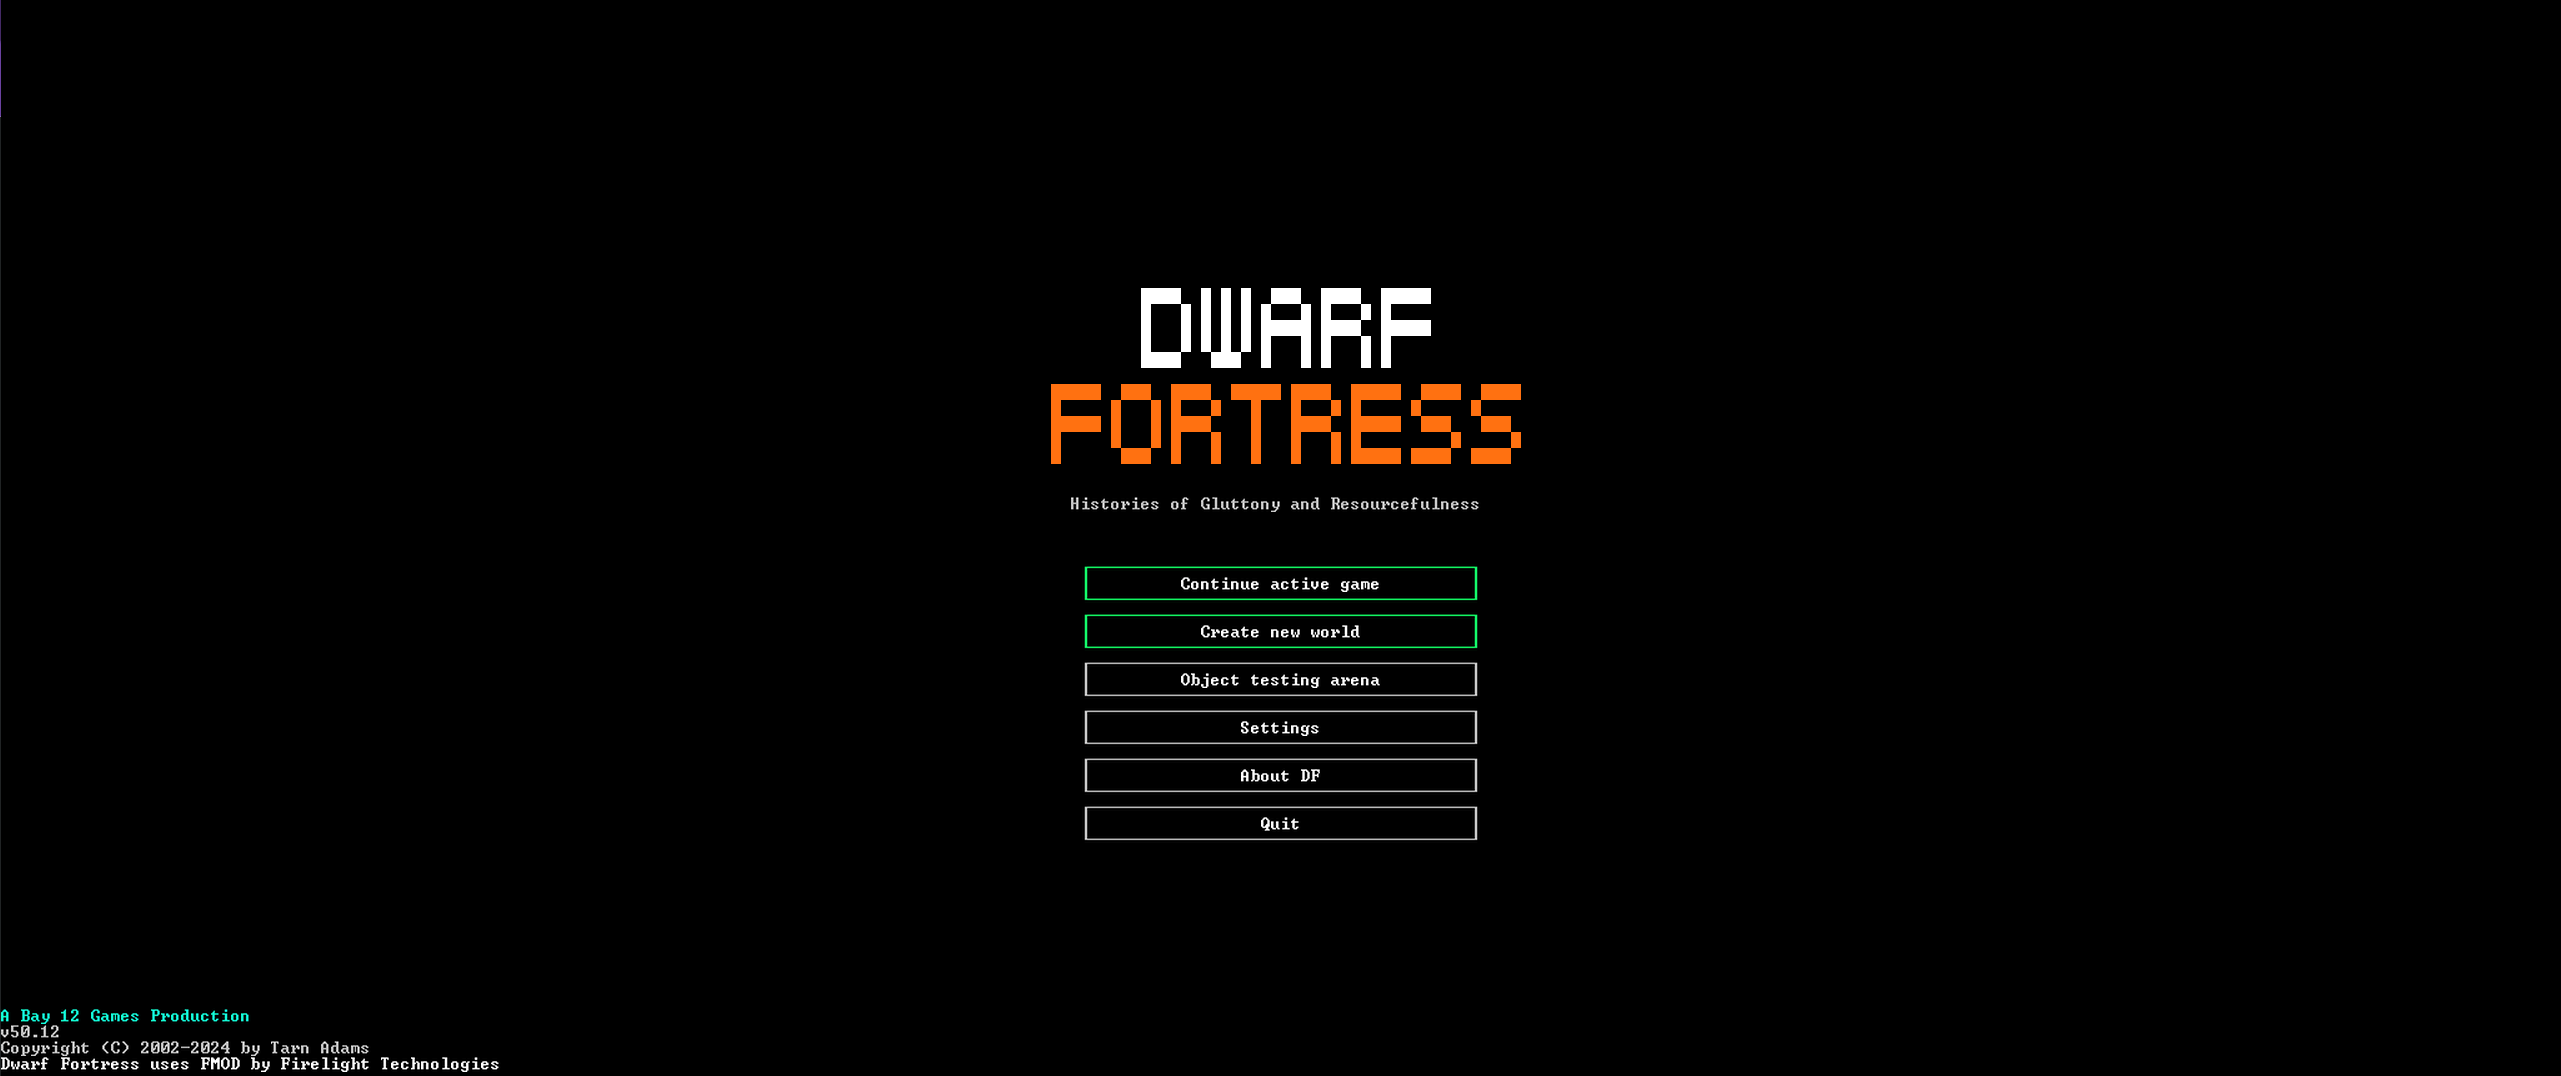 DWARF
FORTRESS
Histories of Gluttony and Resourcefulness
Continue active game
Create new world
Object testing arena
Settings
About DF
Quit
A Bay 12 Games Production
v50.12
Copyright (C) 2002-2024 by Tarn Adams
Dwarf Fortress uses FMOD by Firelight Technologies